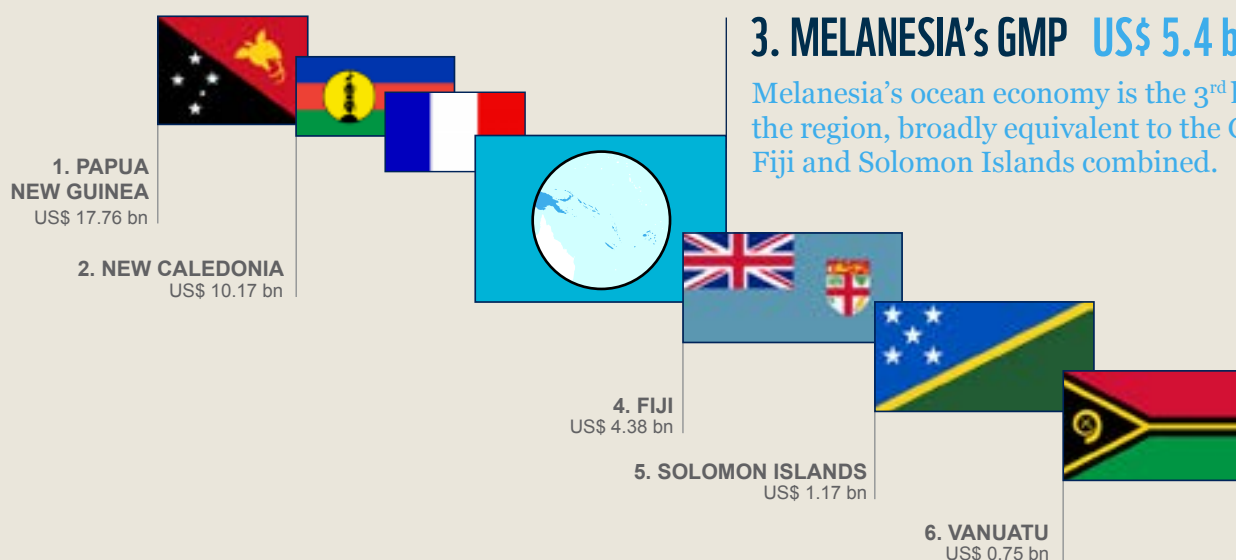 3. MELANESIA's GMP US$ 5.4
Melanesia's ocean economy is the 3rd
the region, broadly equivalent to the
Fiji and Solomon Islands combined.
1. PAPUA
NEW GUINEA
US$ 17.76 bn
2. NEW CALEDONIA
US$ 10.17 bn
4. FIJI
US$ 4.38 bn
5. SOLOMON ISLANDS
US$ 1.17 bn
6. VANUATU
US$ 0.75 bn